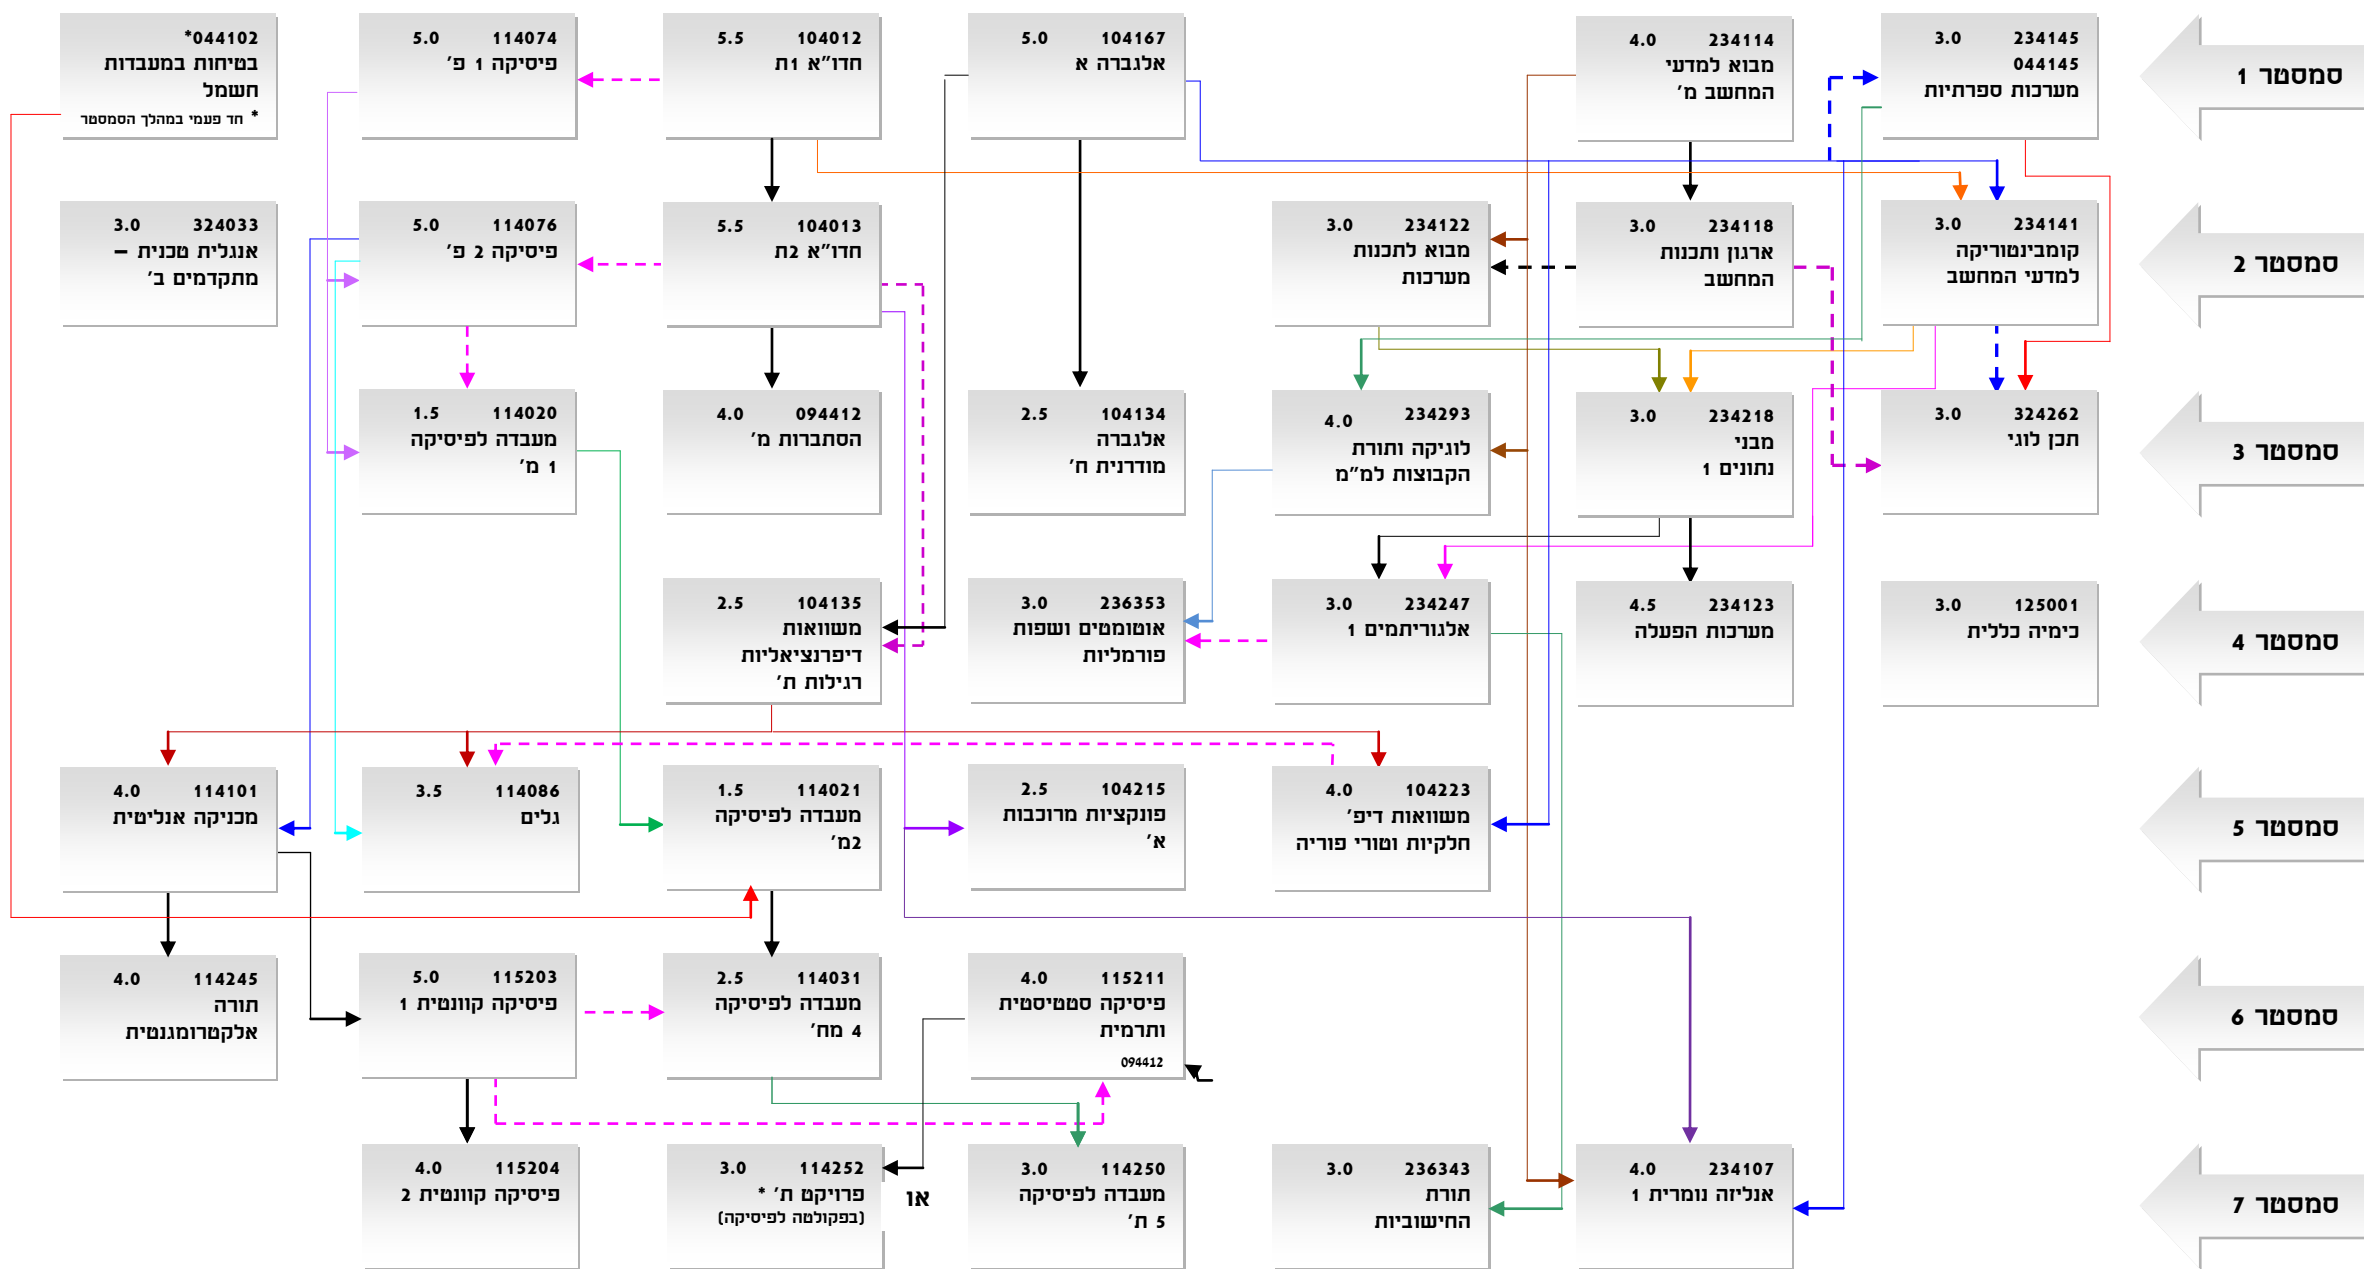 סמסטר 1
234145 3.0
044145
מערכות ספרתיות
234114 4.0
מבוא למדעי
המחשב מ'
104167 5.0
אלגברה א
104012 5.5
חדו"א 1ת
114074 5.0
פיסיקה 1 פ'
044102*
בטיחות במעבדות
חשמל
* חד פעמי במהלך הסמסטר
סמסטר 2
234141 3.0
קומבינטוריקה
למדעי המחשב
234118 3.0
ארגון ותכנות
המחשב
234122 3.0
מבוא לתכנות
מערכות
104013 5.5
חדו"א 2ת
114076 5.0
פיסיקה 2 פ'
324033 3.0
אנגלית טכנית –
מתקדמים ב'
סמסטר 3
324262 3.0
תכן לוגי
234218 3.0
מבני
נתונים 1
234293 4.0
לוגיקה ותורת
הקבוצות למ"מ
104134 2.5
אלגברה
מודרנית ח'
094412 4.0
הסתברות מ'
114020 1.5
מעבדה לפיסיקה
1 מ'
סמסטר 4
125001 3.0
כימיה כללית
234123 4.5
מערכות הפעלה
234247 3.0
אלגוריתמים 1
236353 3.0
אוטומטים ושפות
פורמליות
104135 2.5
משוואות
דיפרנציאליות
רגילות ת'
סמסטר 5
104223 4.0
משוואות דיפ'
חלקיות וטורי פוריה
104215 2.5
פונקציות מרוכבות
א'
114021 1.5
מעבדה לפיסיקה
2מ'
114086 3.5
גלים
114101 4.0
מכניקה אנליטית
סמסטר 6
115211 4.0
פיסיקה סטטיסטית
ותרמית
094412
114031 2.5
מעבדה לפיסיקה
4 מח'
115203 5.0
פיסיקה קוונטית 1
114245 4.0
תורה
אלקטרומגנטית
סמסטר 7
234107 4.0
אנליזה נומרית 1
236343 3.0
תורת
החישוביות
114250 3.0
מעבדה לפיסיקה
5 ת'
או
114252 3.0
פרויקט ת' *
(בפקולטה לפיסיקה)
115204 4.0
פיסיקה קוונטית 2